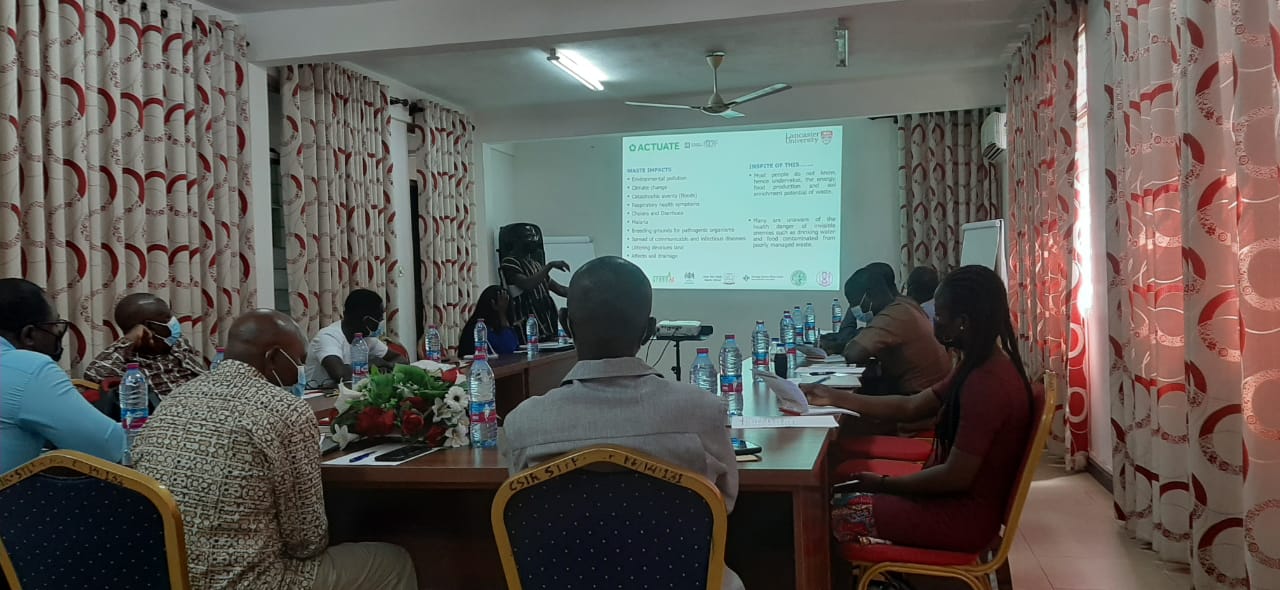 ACTUATE
Lancaster
University
WASTE IMPACTS
• Environmental pollution
• Climate change
• Catastrophic events (floods)
• Respiratory health symptoms
• Cholera and Diarrhoea
• Malaria
• Breeding grounds for pathogenic organisms
• Spread of communicable and infectious diseases
• Littering devalues land
• Affects soil drainage
INSPITE OF THIS......
• Most people do not know,
hence undervalue, the energy,
food production and soil
enrichment potential of waste.
• Many are unaware of the
health danger of invisible
enemies such as drinking water
and food contaminated from
poorly managed waste.
CSIR